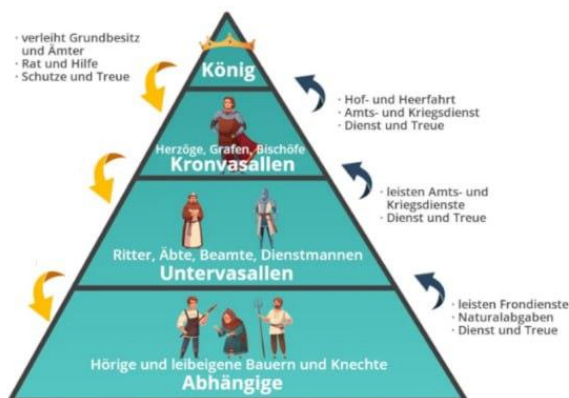 · verleiht Grundbesitz
und Ämter
· Rat und Hilfe
· Schutze und Treue
König
· Hof- und Heerfahrt
· Amts- und Kriegsdienst
· Dienst und Treue
Herzöge, Grafen, Bischöfe
Kronvasallen
· leisten Amts- und
Kriegsdienste
· Dienst und Treue
Ritter, Äbte, Beamte, Dienstmannen
Untervasallen
· leisten Frondienste
· Naturalabgaben
· Dienst und Treue
Hörige und leibeigene Bauern und Knechte
Abhängige